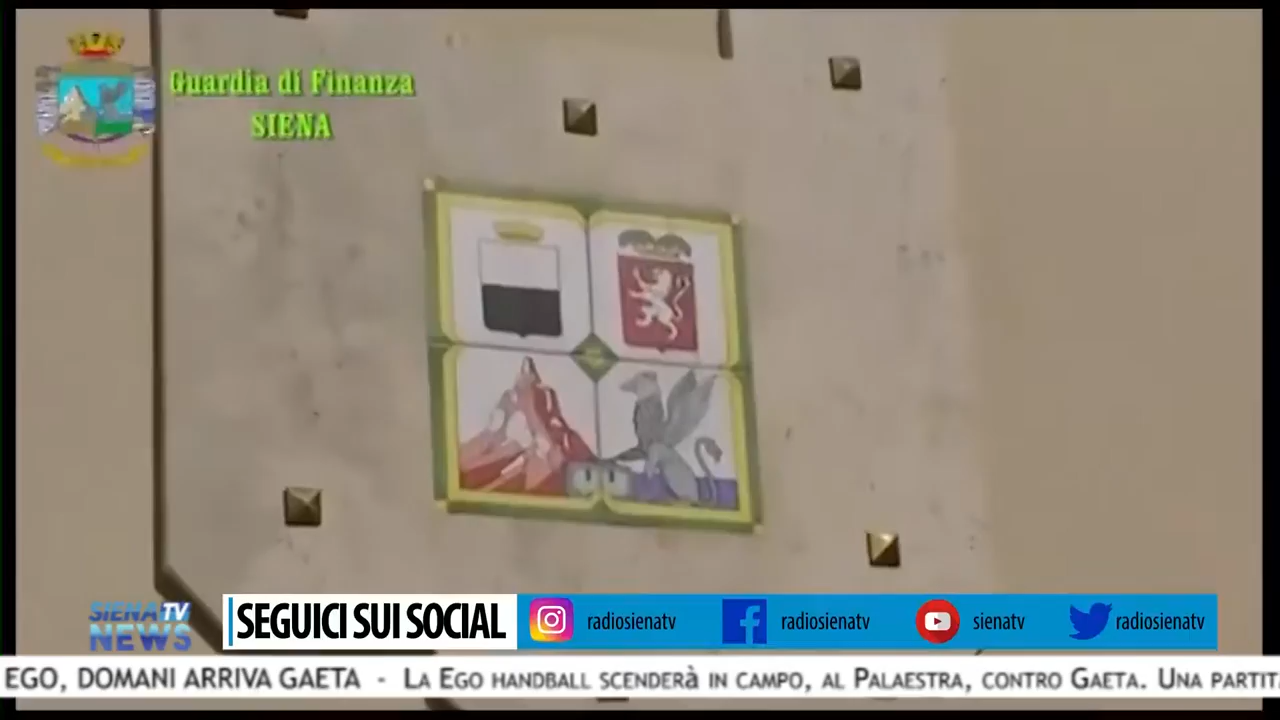 Guardia di Finanza
SIENA
SIENA TV
NEWS
SEGUICI SUI SOCIAL
radiosienatv
radiosienatv
sienatv
radiosienatv
EGO, DOMANI ARRIVA GAETA - LA EGO HANDBALL SCENDERÀ IN CAMPO, AL PALAESTRA, CONTRO GAETA. UNA PARTITA